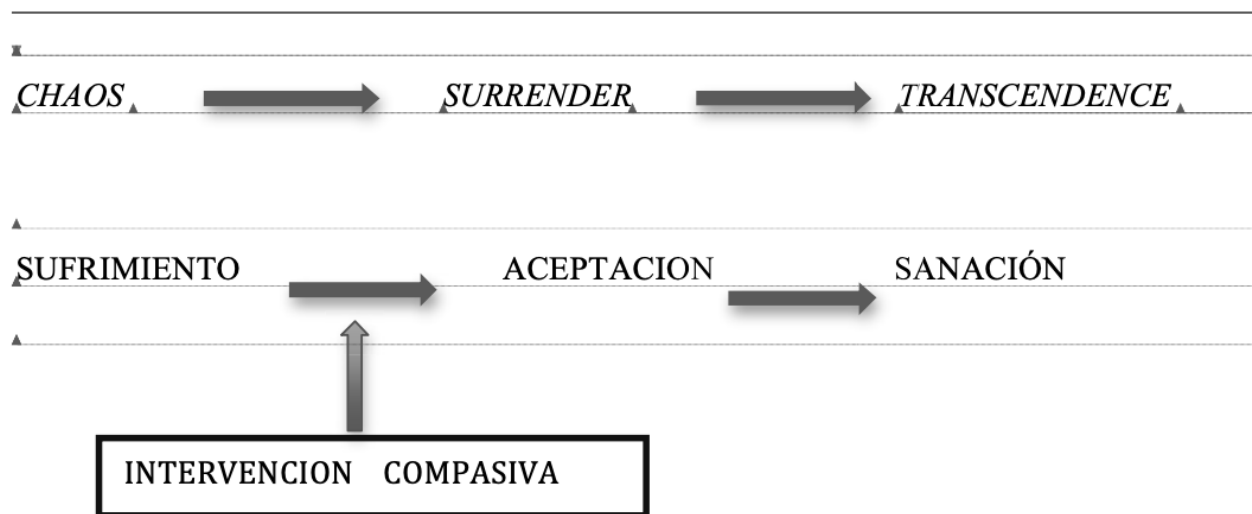 CHAOS SURRENDER TRANSCENDENCE
SUFRIMIENTO ACEPTACION SANACIÓN
INTERVENCION COMPASIVA